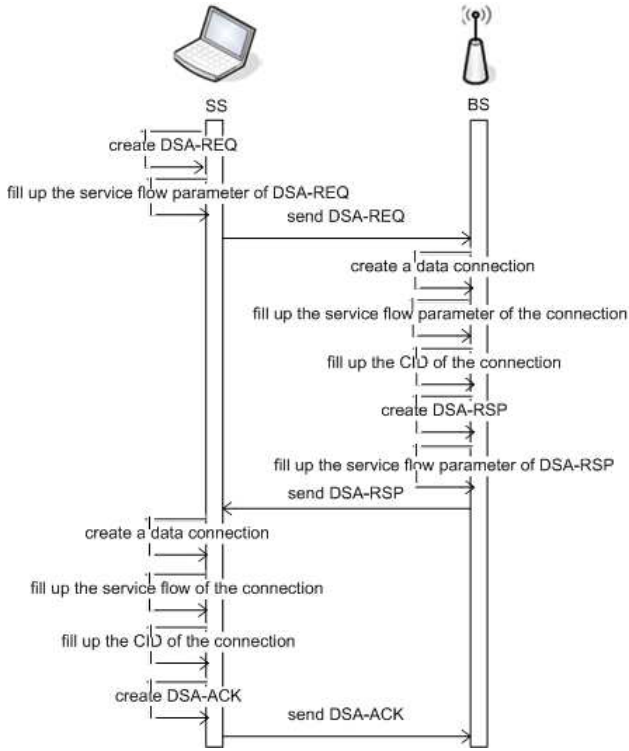 SS
BS
create DSA-REQ
fill up the service flow parameter of DSA-REQ
send DSA-REQ
create a data connection
fill up the service flow parameter of the connection
fill up the CID of the connection
create DSA-RSP
fill up the service flow parameter of DSA-RSP
send DSA-RSP
create a data connection
fill up the service flow of the connection
fill up the CID of the connection
create DSA-ACK
send DSA-ACK